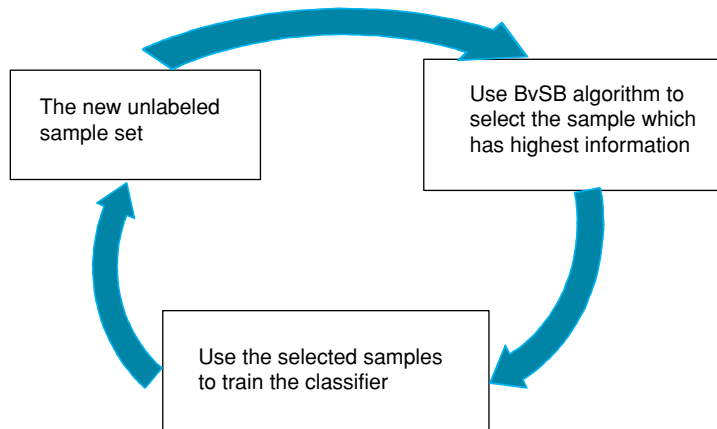 The new unlabeled
sample set
Use BvSB algorithm to
select the sample which
has highest information
Use the selected samples
to train the classifier